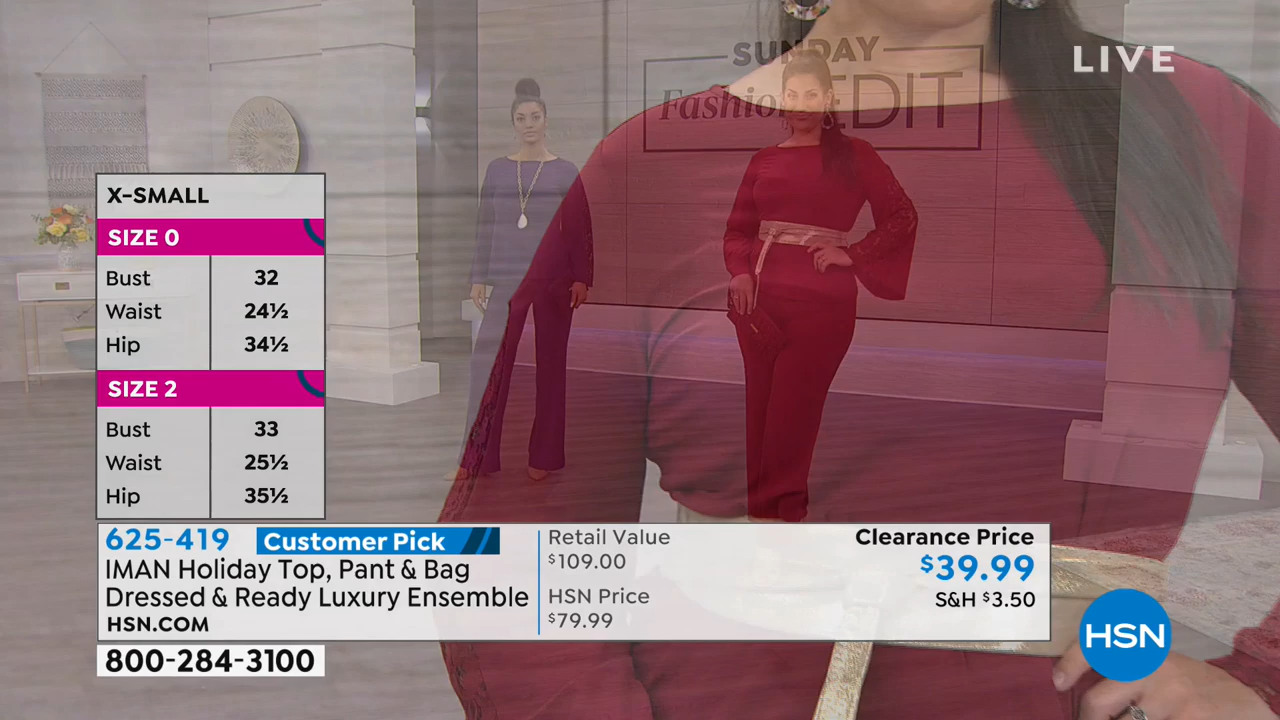 SUNDAY
Fashion EDIT
LIVE
X-SMALL
SIZE 0
Bust 32
Waist 24½
Hip 34½
SIZE 2
Bust 33
Waist 25½
Hip 35½
625-419 Customer Pick
IMAN Holiday Top, Pant & Bag
Dressed & Ready Luxury Ensemble
HSN.COM
Retail Value
$109.00
HSN Price
$79.99
Clearance Price
$39.99
S&H $3.50
800-284-3100
HSN